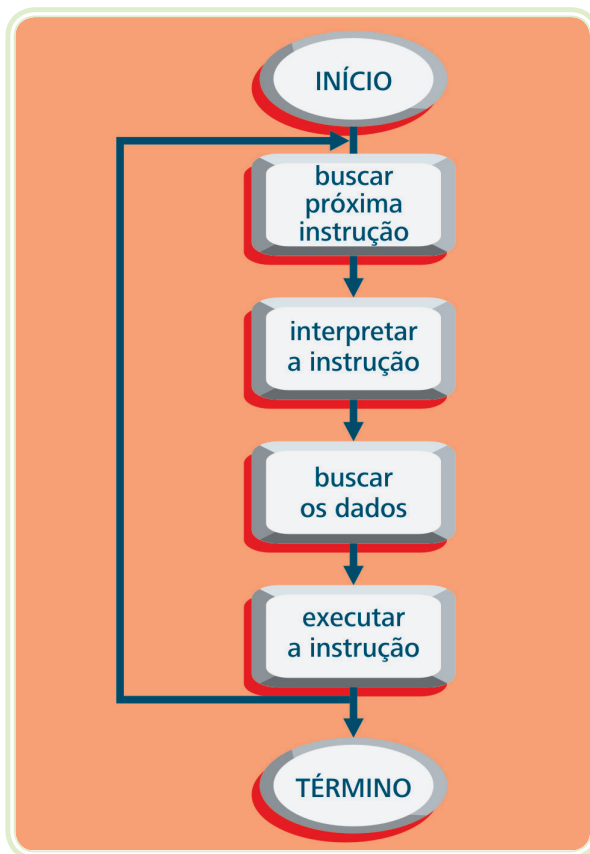 INÍCIO
buscar
próxima
instrução
interpretar
a instrução
buscar
os dados
executar
a instrução
TÉRMINO